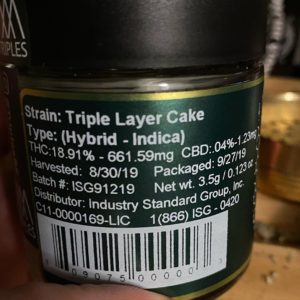 TRIPLES
Strain: Triple Layer Cake
Type: (Hybrid - Indica)
THC:18.91% - 661.59mg CBD:.04%-1.23mg
Harvested: 8/30/19 Packaged: 9/27/19
Batch #: ISG91219 Net wt. 3.5g / 0.123 oz
Distributor: Industry Standard Group, Inc.
C11-0000169-LIC 1(866) ISG - 0420